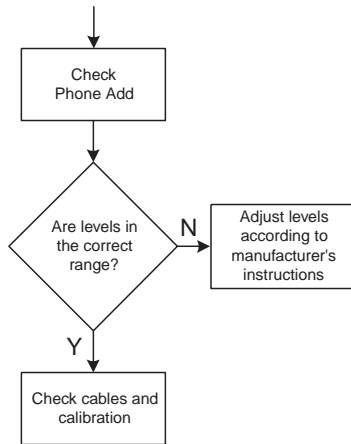 Check
Phone Add
Are levels in
the correct
range?
N
Adjust levels
according to
manufacturer's
instructions
Y
Check cables and
calibration